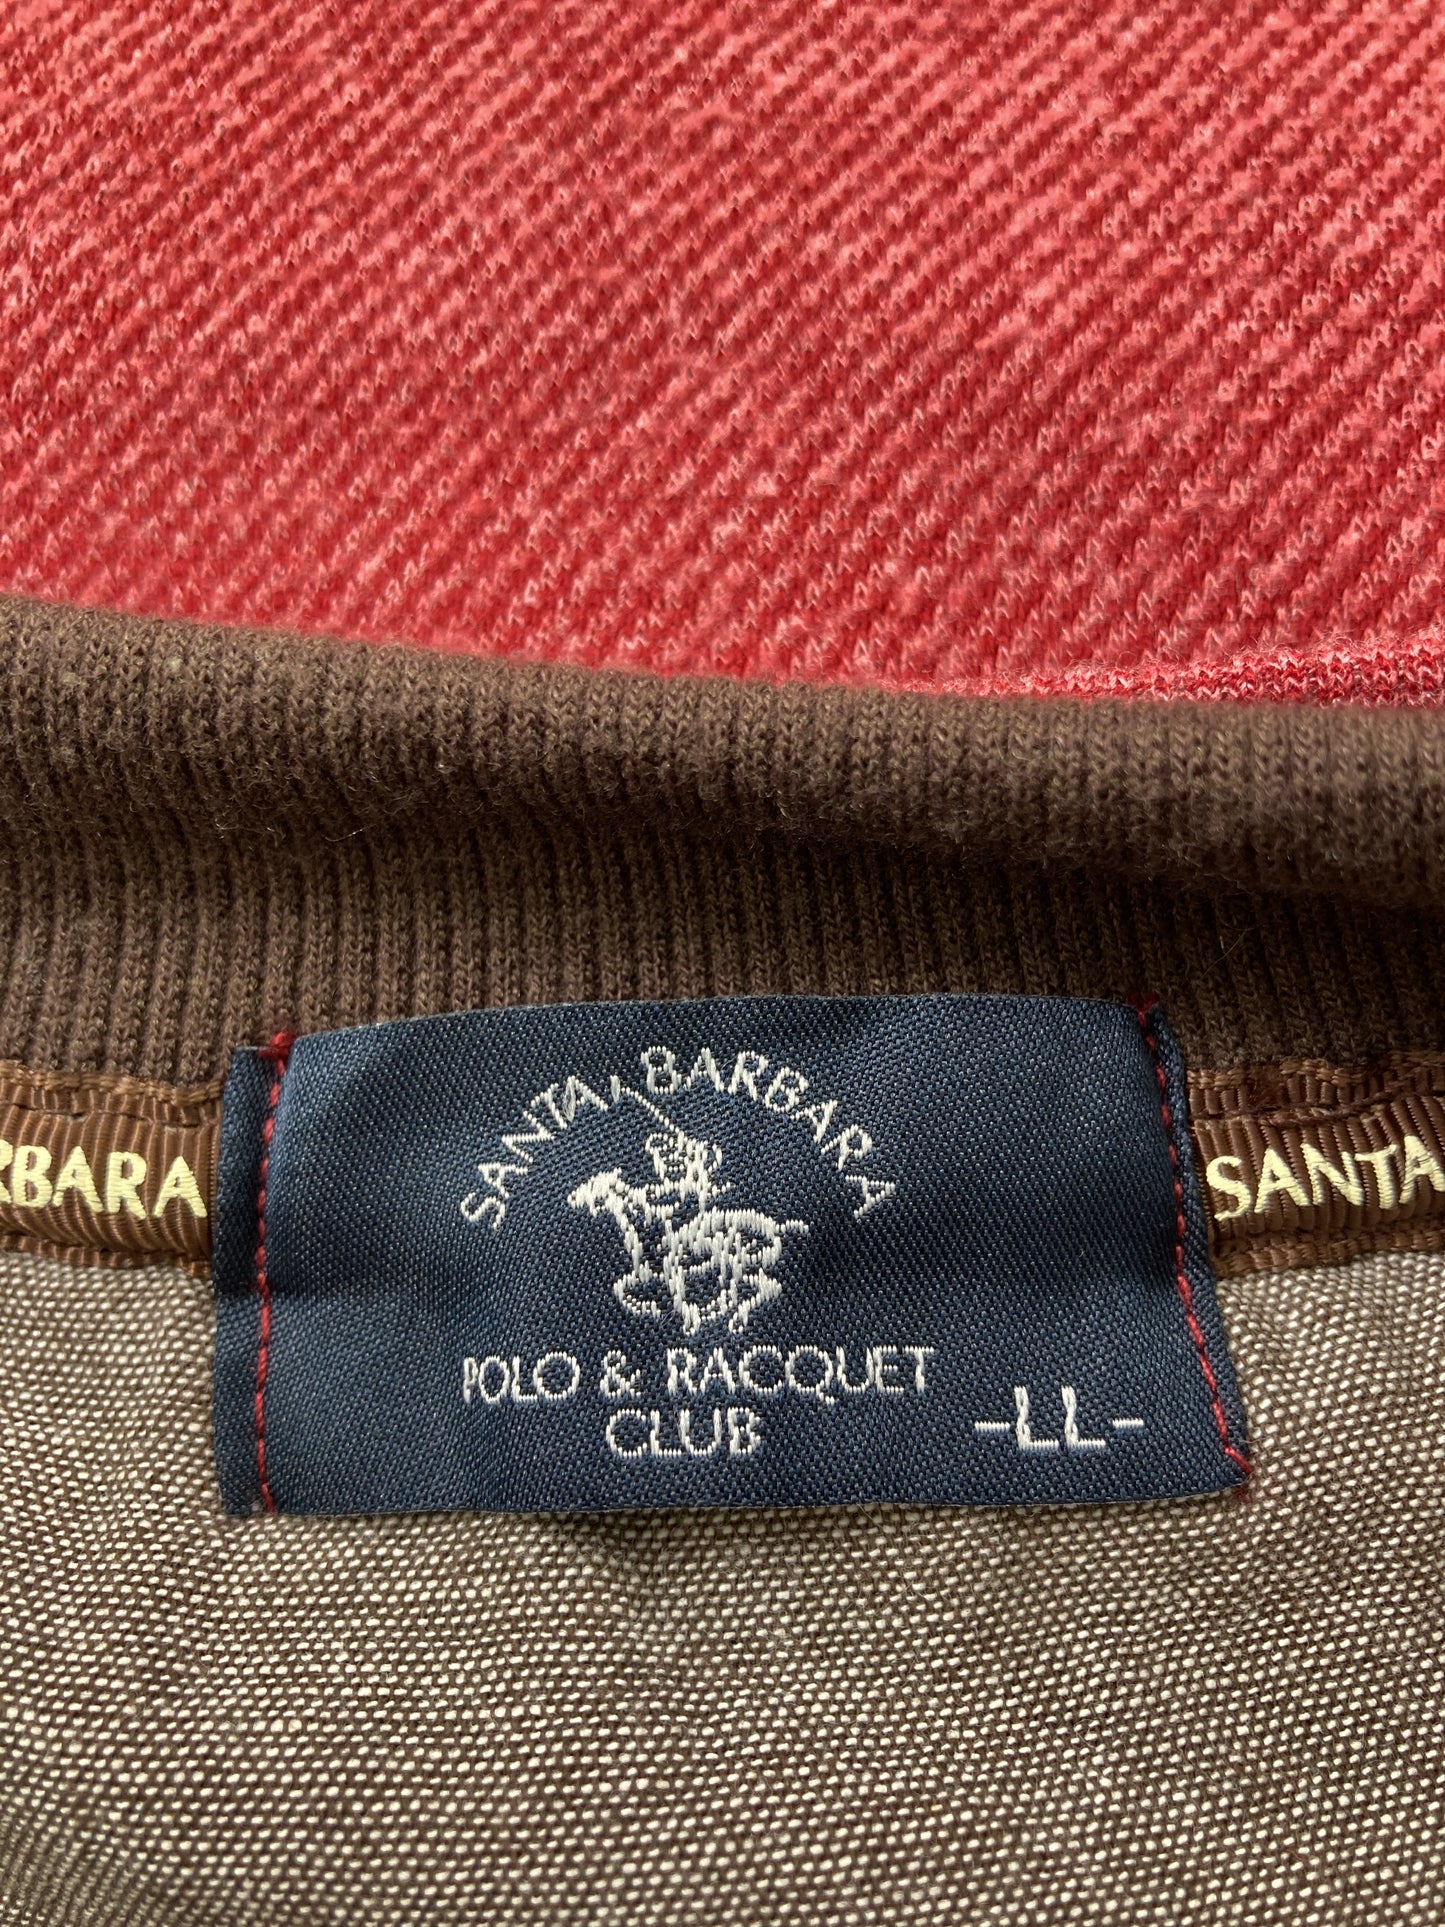 SANTA BARBARA
RBARA
SANTA
POLO & RACQUET
CLUB
-LL-